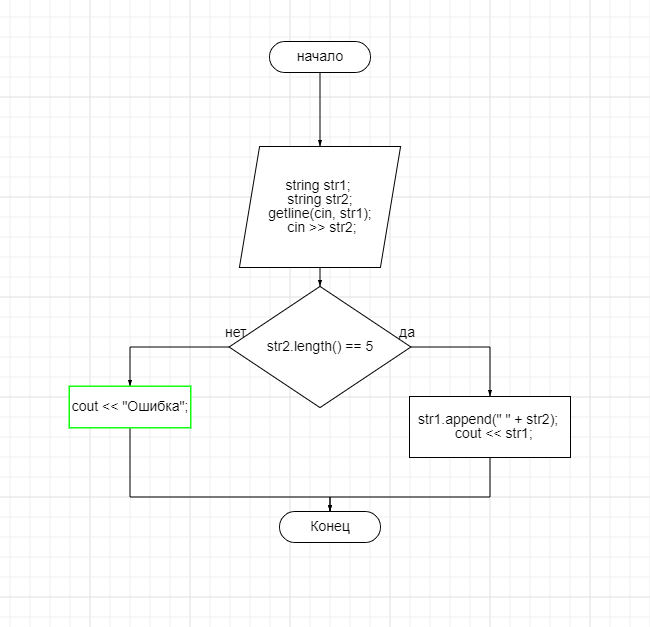 начало
string str1;
string str2;
getline(cin, str1);
cin >> str2;
нет
да
str2.length() == 5
cout << "Ошибка";
str1.append(" " + str2);
cout << str1;
Конец